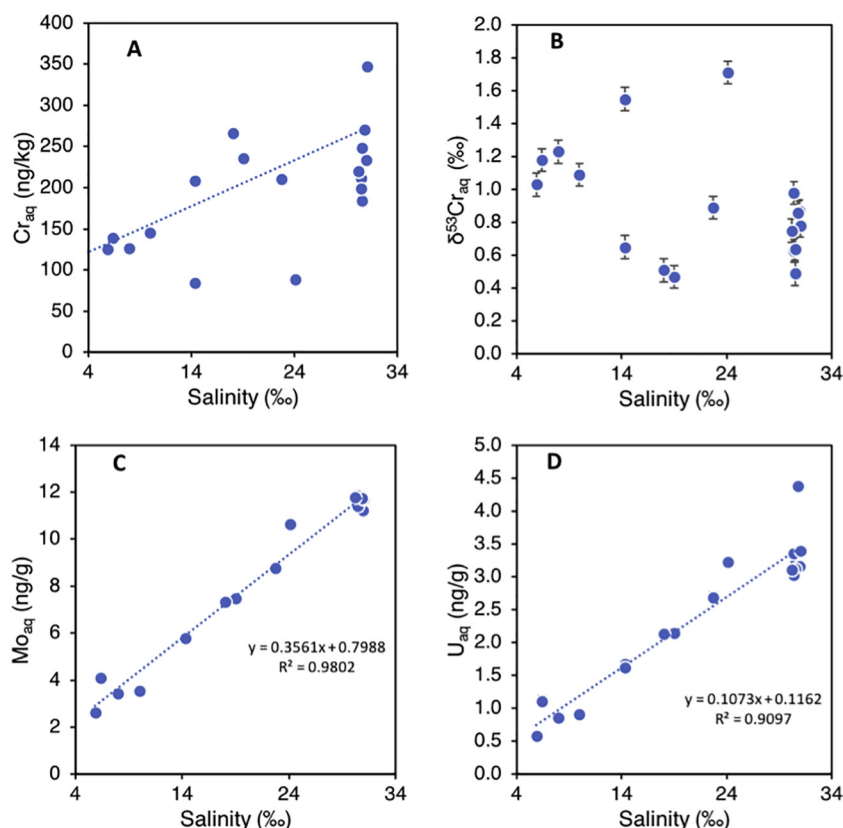 A
Cr_aq (ng/kg)
400
350
300
250
200
150
100
50
0
4 14 24 34
Salinity (‰)
B
δ⁵³Cr_aq (‰)
2.0
1.8
1.6
1.4
1.2
1.0
0.8
0.6
0.4
0.2
0.0
4 14 24 34
Salinity (‰)
C
Mo_aq (ng/g)
14
12
10
8
6
4
2
0
y = 0.3561x + 0.7988
R² = 0.9802
4 14 24 34
Salinity (‰)
D
U_aq (ng/g)
5.0
4.5
4.0
3.5
3.0
2.5
2.0
1.5
1.0
0.5
0.0
y = 0.1073x + 0.1162
R² = 0.9097
4 14 24 34
Salinity (‰)